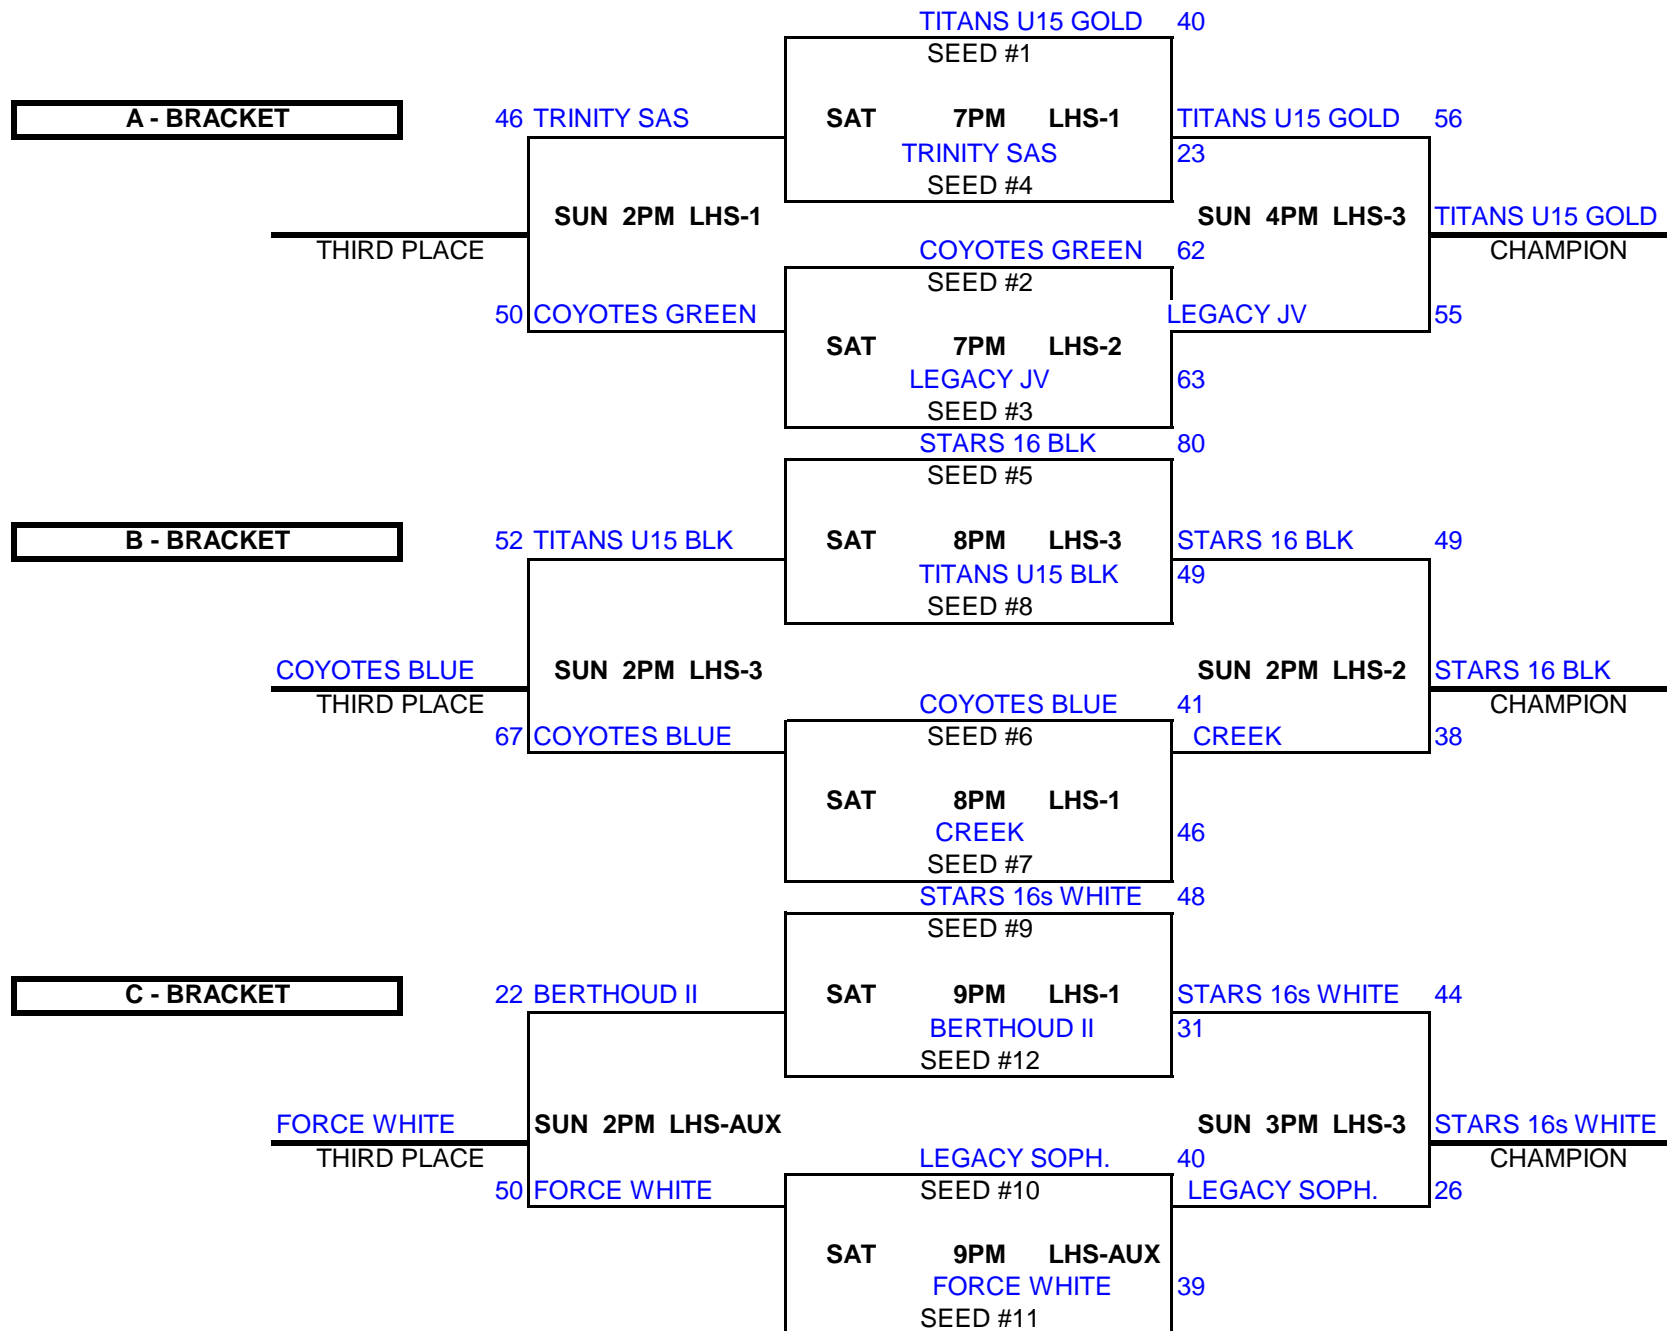 TITANS U15 GOLD 40
SEED #1
A - BRACKET 46 TRINITY SAS SAT 7PM LHS-1 TITANS U15 GOLD 56
TRINITY SAS 23
SEED #4
SUN 2PM LHS-1 SUN 4PM LHS-3 TITANS U15 GOLD
THIRD PLACE COYOTES GREEN 62 CHAMPION
SEED #2
50 COYOTES GREEN LEGACY JV 55
SAT 7PM LHS-2
LEGACY JV 63
SEED #3
STARS 16 BLK 80
SEED #5
B - BRACKET 52 TITANS U15 BLK SAT 8PM LHS-3 STARS 16 BLK 49
TITANS U15 BLK 49
SEED #8
COYOTES BLUE SUN 2PM LHS-3 SUN 2PM LHS-2 STARS 16 BLK
THIRD PLACE COYOTES BLUE 41 CHAMPION
67 COYOTES BLUE SEED #6 CREEK 38
SAT 8PM LHS-1
CREEK 46
SEED #7
STARS 16s WHITE 48
SEED #9
C - BRACKET 22 BERTHOUD II SAT 9PM LHS-1 STARS 16s WHITE 44
BERTHOUD II 31
SEED #12
FORCE WHITE SUN 2PM LHS-AUX SUN 3PM LHS-3 STARS 16s WHITE
THIRD PLACE LEGACY SOPH. 40 CHAMPION
50 FORCE WHITE SEED #10 LEGACY SOPH. 26
SAT 9PM LHS-AUX
FORCE WHITE 39
SEED #11